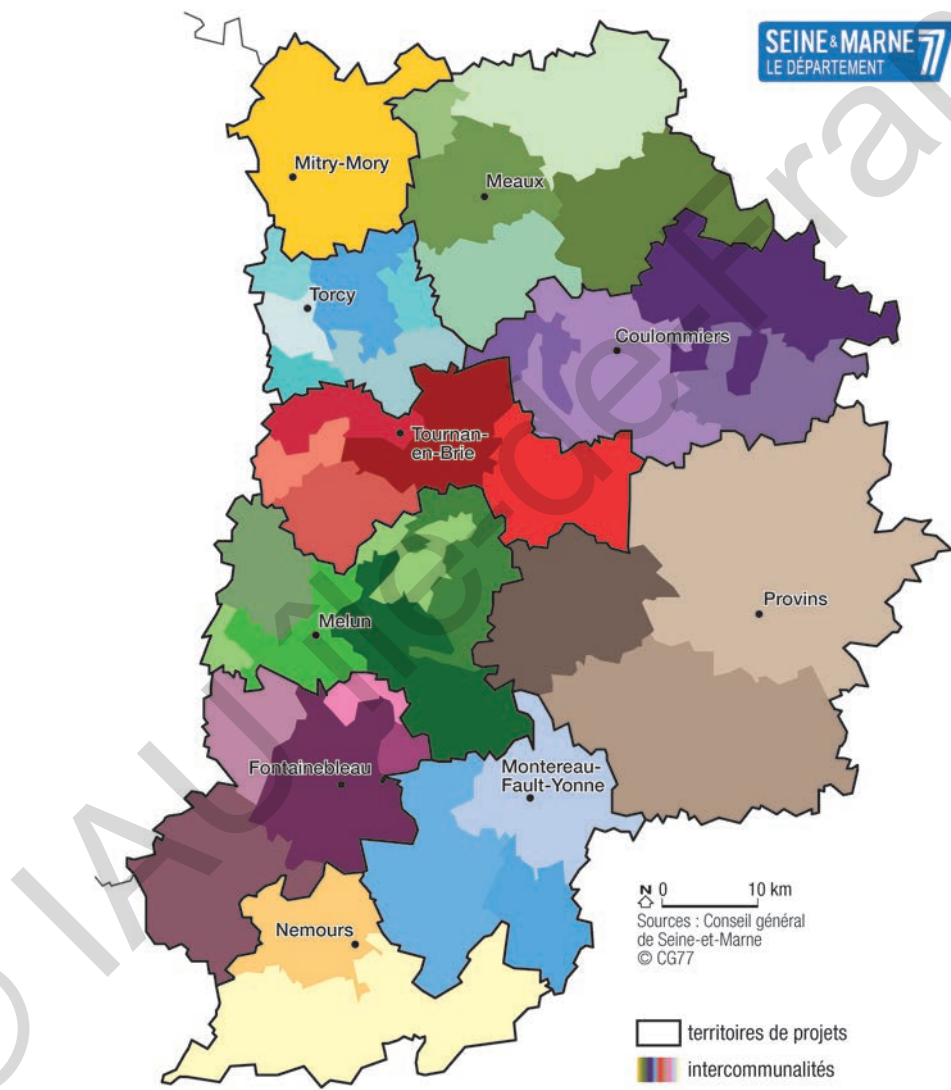 SEINE & MARNE 77
LE DÉPARTEMENT
Mitry-Mory
Meaux
Torcy
Coulommiers
Tournan-
en-Brie
Provins
Melun
Fontainebleau
Montereau-
Fault-Yonne
Nemours
N 0 10 km
Sources : Conseil général
de Seine-et-Marne
© CG77
territoires de projets
intercommunalités